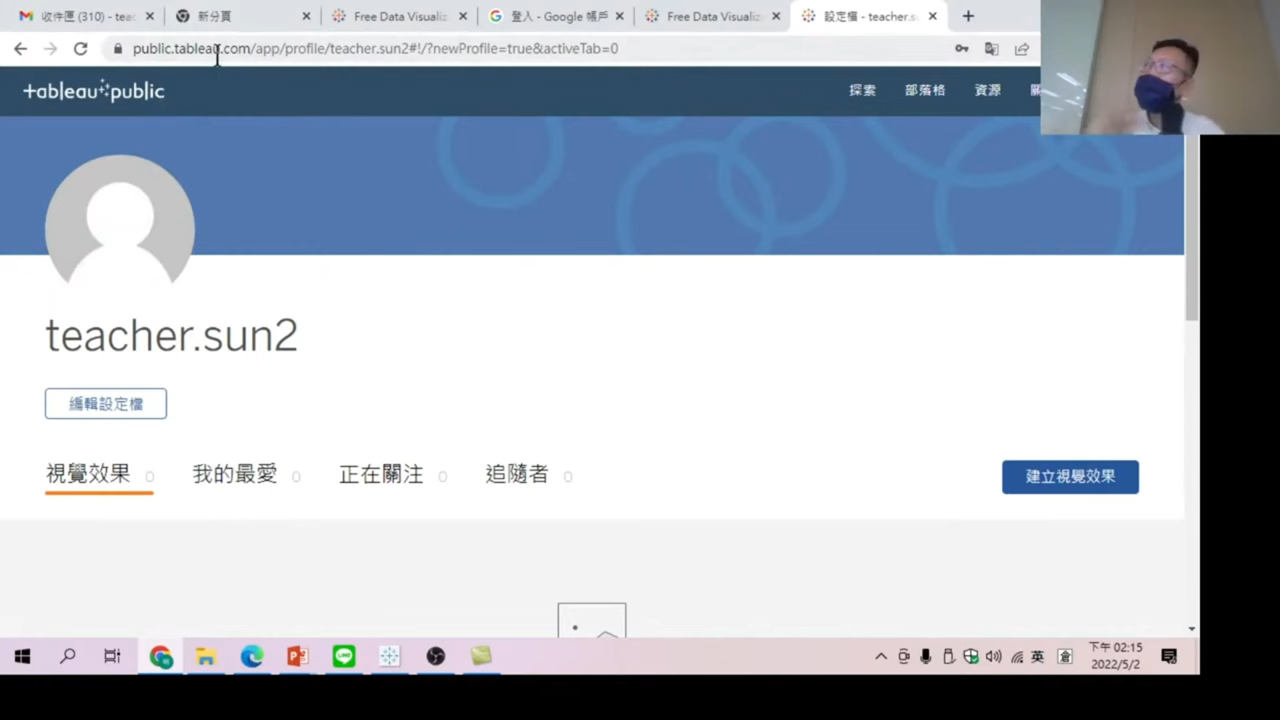 收件匣 (310) - teac
新分頁
Free Data Visualiz
登入 - Google 帳戶
Free Data Visualiz
設定檔 - teacher.su
public.tableau.com/app/profile/teacher.sun2#!/?newProfile=true&activeTab=0
+ableau public
探索
部落格
資源
teacher.sun2
編輯設定檔
視覺效果 0
我的最愛 0
正在關注 0
追隨者 0
建立視覺效果
英
倉
下午 02:15
2022/5/2